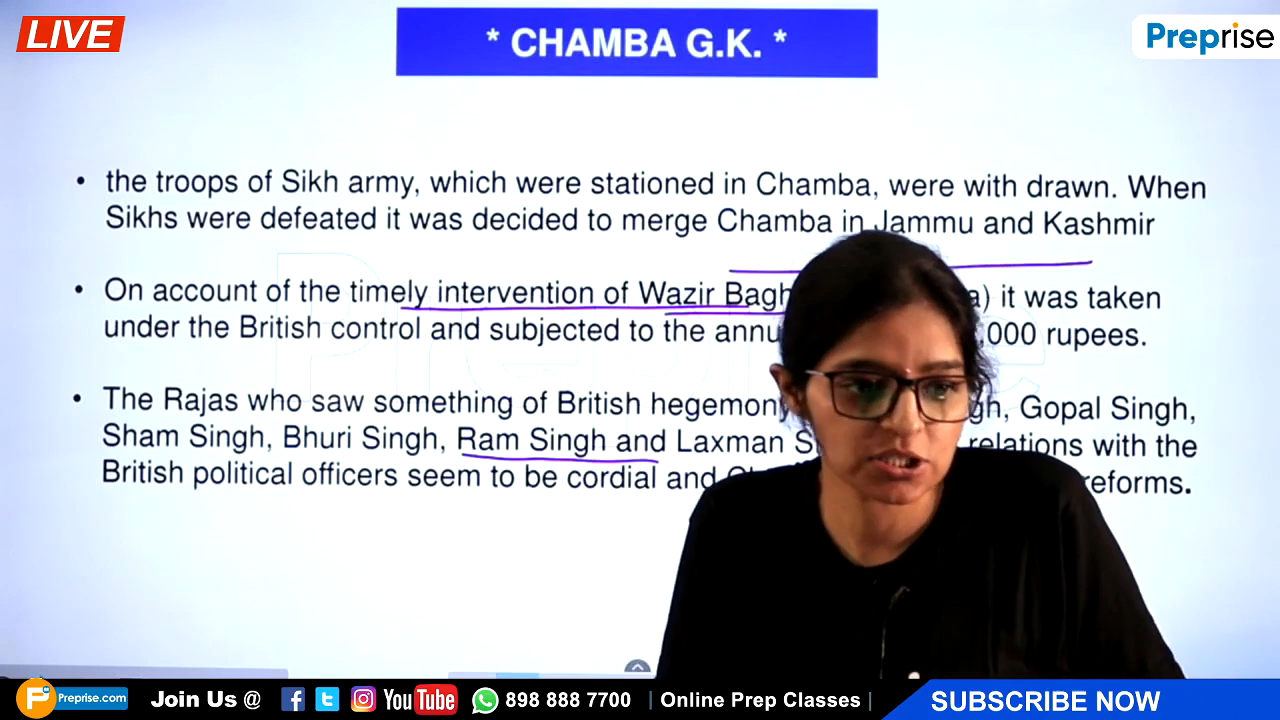 LIVE
* CHAMBA G.K. *
Preprise
• the troops of Sikh army, which were stationed in Chamba, were with drawn. When
Sikhs were defeated it was decided to merge Chamba in Jammu and Kashmir
• On account of the timely intervention of Wazir it was taken
under the British control and subjected to the 000 rupees.
• The Rajas who saw something of British hegemony Gopal Singh,
Sham Singh, Bhuri Singh, Ram Singh and Laxman relations with the
British political officers seem to be cordial and reforms.
Preprise.com Join Us @ YouTube 898 888 7700 | Online Prep Classes | SUBSCRIBE NOW